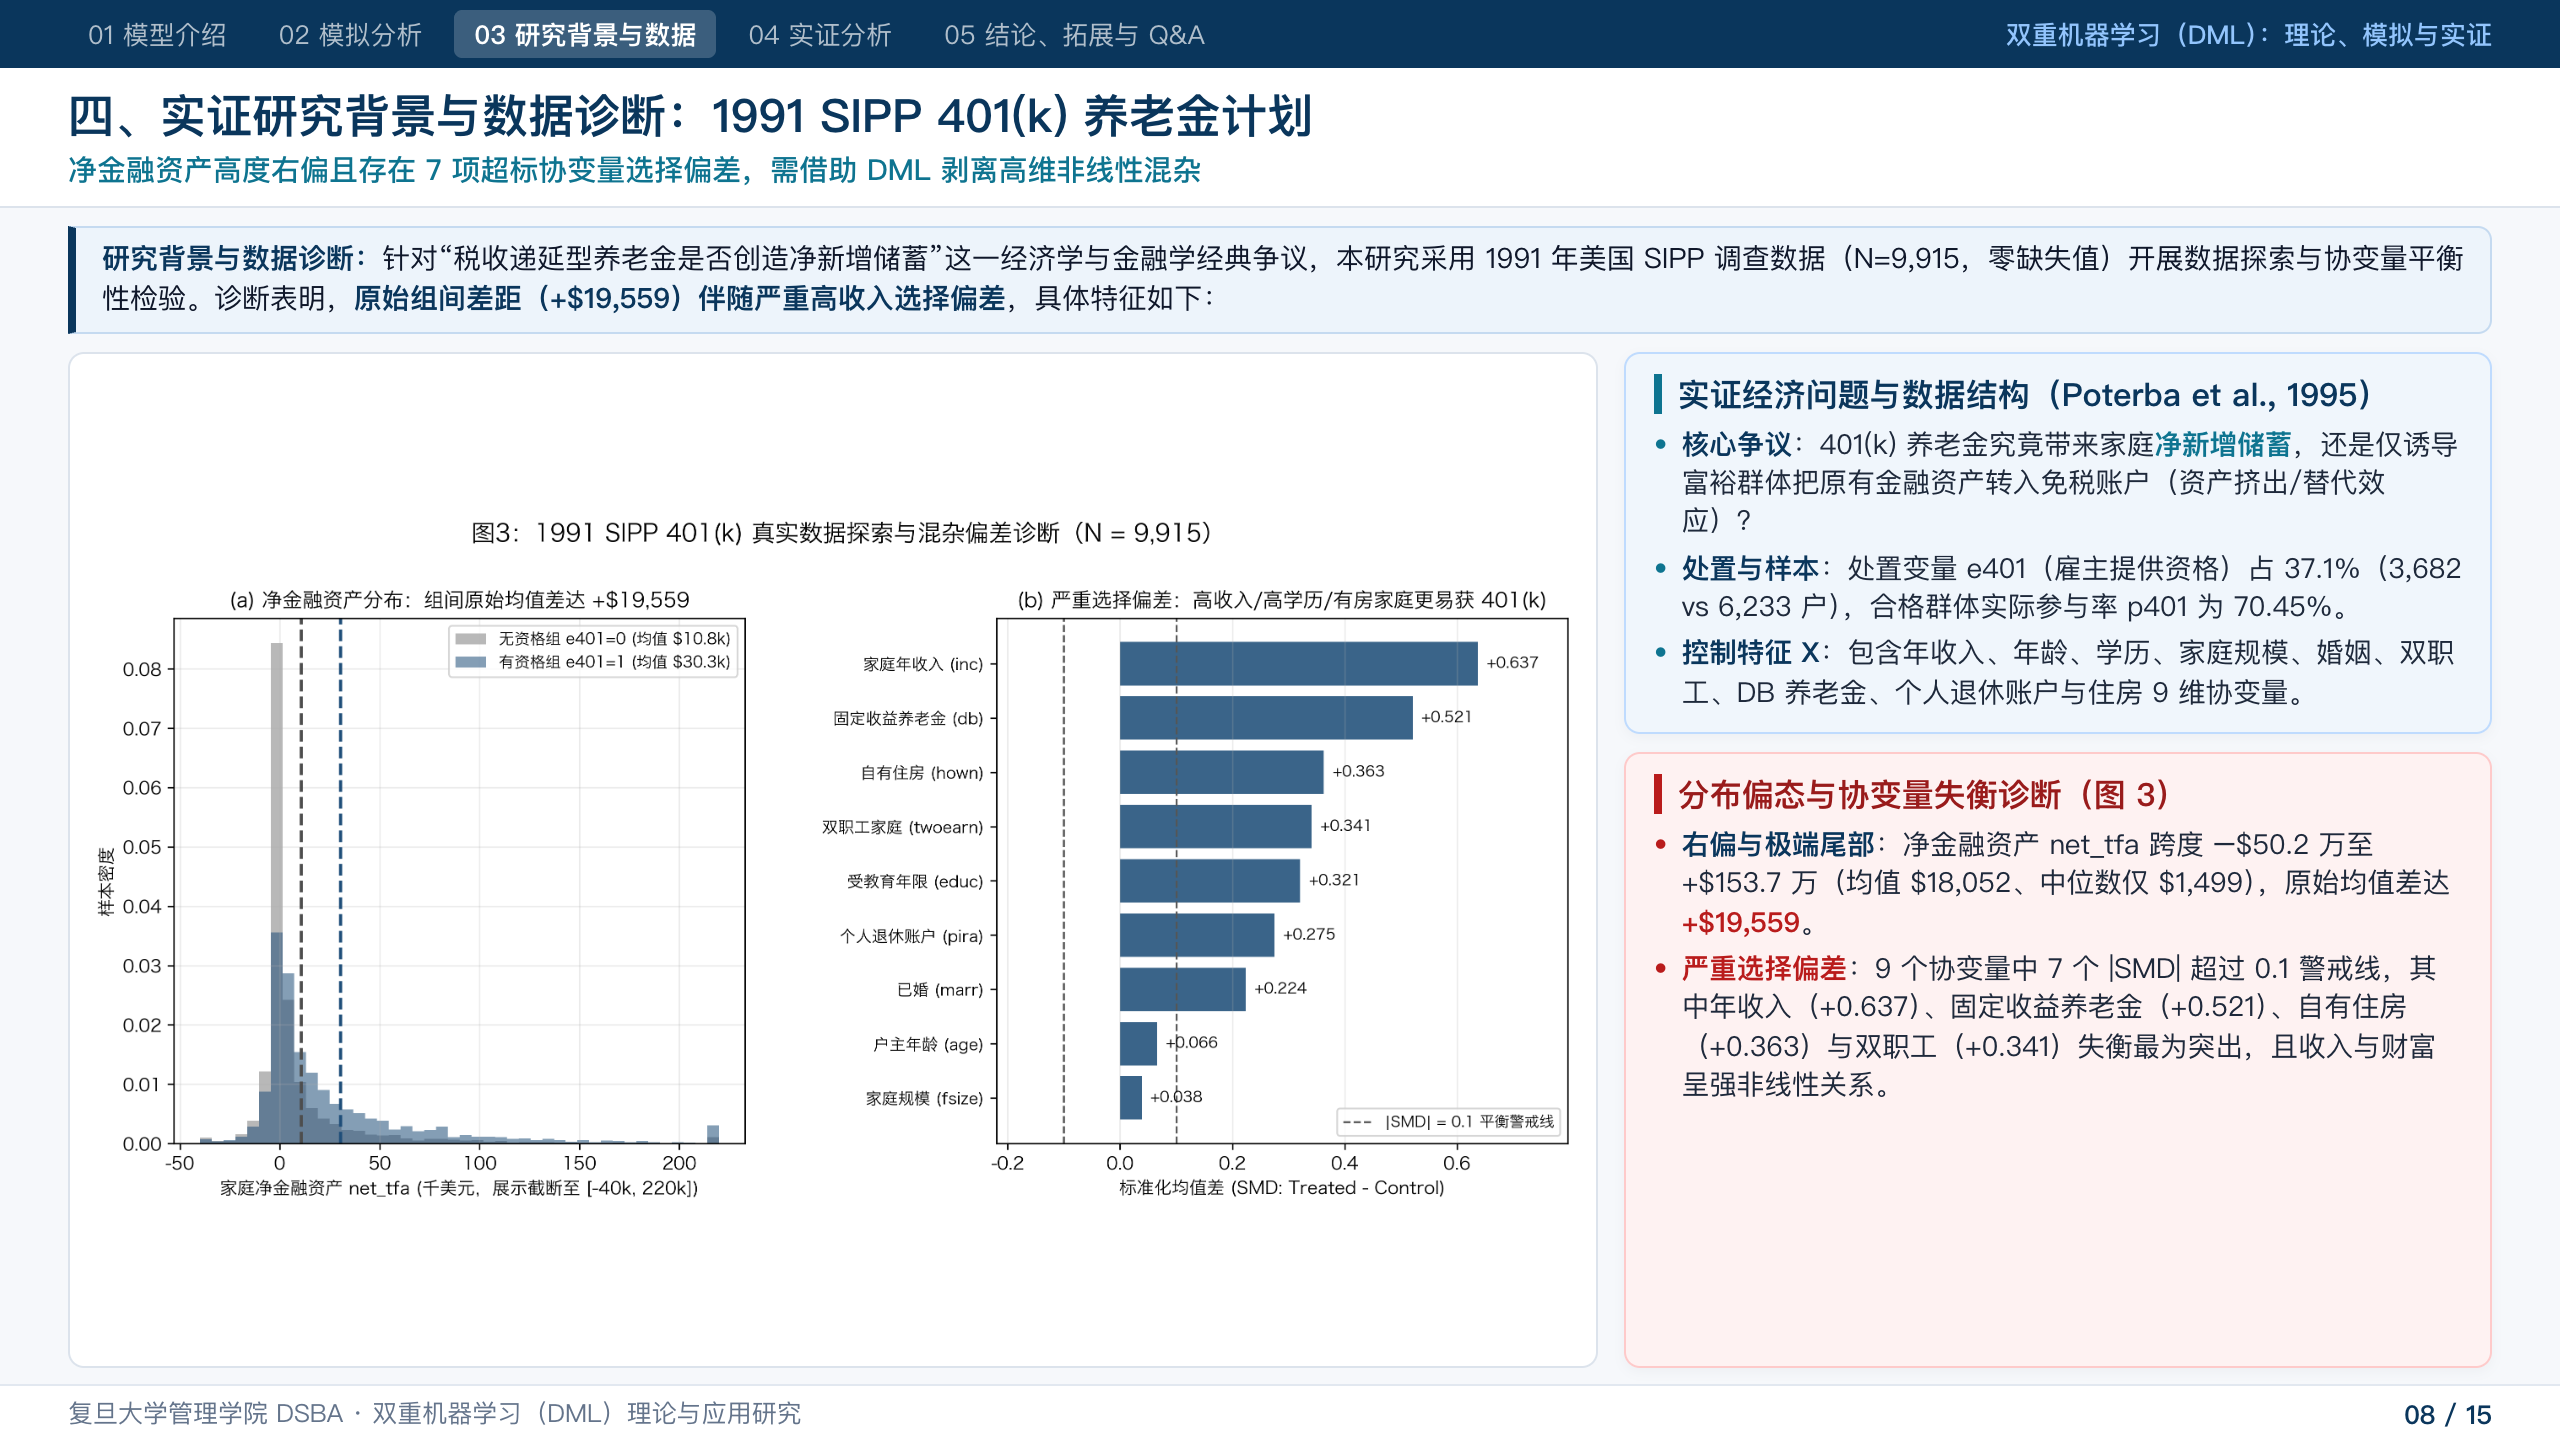 01 模型介绍
02 模拟分析
03 研究背景与数据
04 实证分析
05 结论、拓展与 Q&A
双重机器学习（DML）：理论、模拟与实证
四、实证研究背景与数据诊断：1991 SIPP 401(k) 养老金计划
净金融资产高度右偏且存在 7 项超标协变量选择偏差，需借助 DML 剥离高维非线性混杂
研究背景与数据诊断：针对“税收递延型养老金是否创造净新增储蓄”这一经济学与金融学经典争议，本研究采用 1991 年美国 SIPP 调查数据（N=9,915，零缺失值）开展数据探索与协变量平衡
性检验。诊断表明，原始组间差距（+$19,559）伴随严重高收入选择偏差，具体特征如下：
图3：1991 SIPP 401(k) 真实数据探索与混杂偏差诊断（N = 9,915）
(a) 净金融资产分布：组间原始均值差达 +$19,559
无资格组 e401=0 (均值 $10.8k)
有资格组 e401=1 (均值 $30.3k)
样本密度
0.08
0.07
0.06
0.05
0.04
0.03
0.02
0.01
0.00
-50
0
50
100
150
200
家庭净金融资产 net_tfa (千美元，展示截断至 [-40k, 220k])
(b) 严重选择偏差：高收入/高学历/有房家庭更易获 401(k)
家庭年收入 (inc)
+0.637
固定收益养老金 (db)
+0.521
自有住房 (hown)
+0.363
双职工家庭 (twoearn)
+0.341
受教育年限 (educ)
+0.321
个人退休账户 (pira)
+0.275
已婚 (marr)
+0.224
户主年龄 (age)
+0.066
家庭规模 (fsize)
+0.038
|SMD| = 0.1 平衡警戒线
-0.2
0.0
0.2
0.4
0.6
标准化均值差 (SMD: Treated - Control)
实证经济问题与数据结构（Poterba et al., 1995）
• 核心争议：401(k) 养老金究竟带来家庭净新增储蓄，还是仅诱导
富裕群体把原有金融资产转入免税账户（资产挤出/替代效
应）？
• 处置与样本：处置变量 e401（雇主提供资格）占 37.1%（3,682
vs 6,233 户），合格群体实际参与率 p401 为 70.45%。
• 控制特征 X：包含年收入、年龄、学历、家庭规模、婚姻、双职
工、DB 养老金、个人退休账户与住房 9 维协变量。
分布偏态与协变量失衡诊断（图 3）
• 右偏与极端尾部：净金融资产 net_tfa 跨度 −$50.2 万至
+$153.7 万（均值 $18,052、中位数仅 $1,499），原始均值差达
+$19,559。
• 严重选择偏差：9 个协变量中 7 个 |SMD| 超过 0.1 警戒线，其
中年收入（+0.637）、固定收益养老金（+0.521）、自有住房
（+0.363）与双职工（+0.341）失衡最为突出，且收入与财富
呈强非线性关系。
复旦大学管理学院 DSBA · 双重机器学习（DML）理论与应用研究
08 / 15